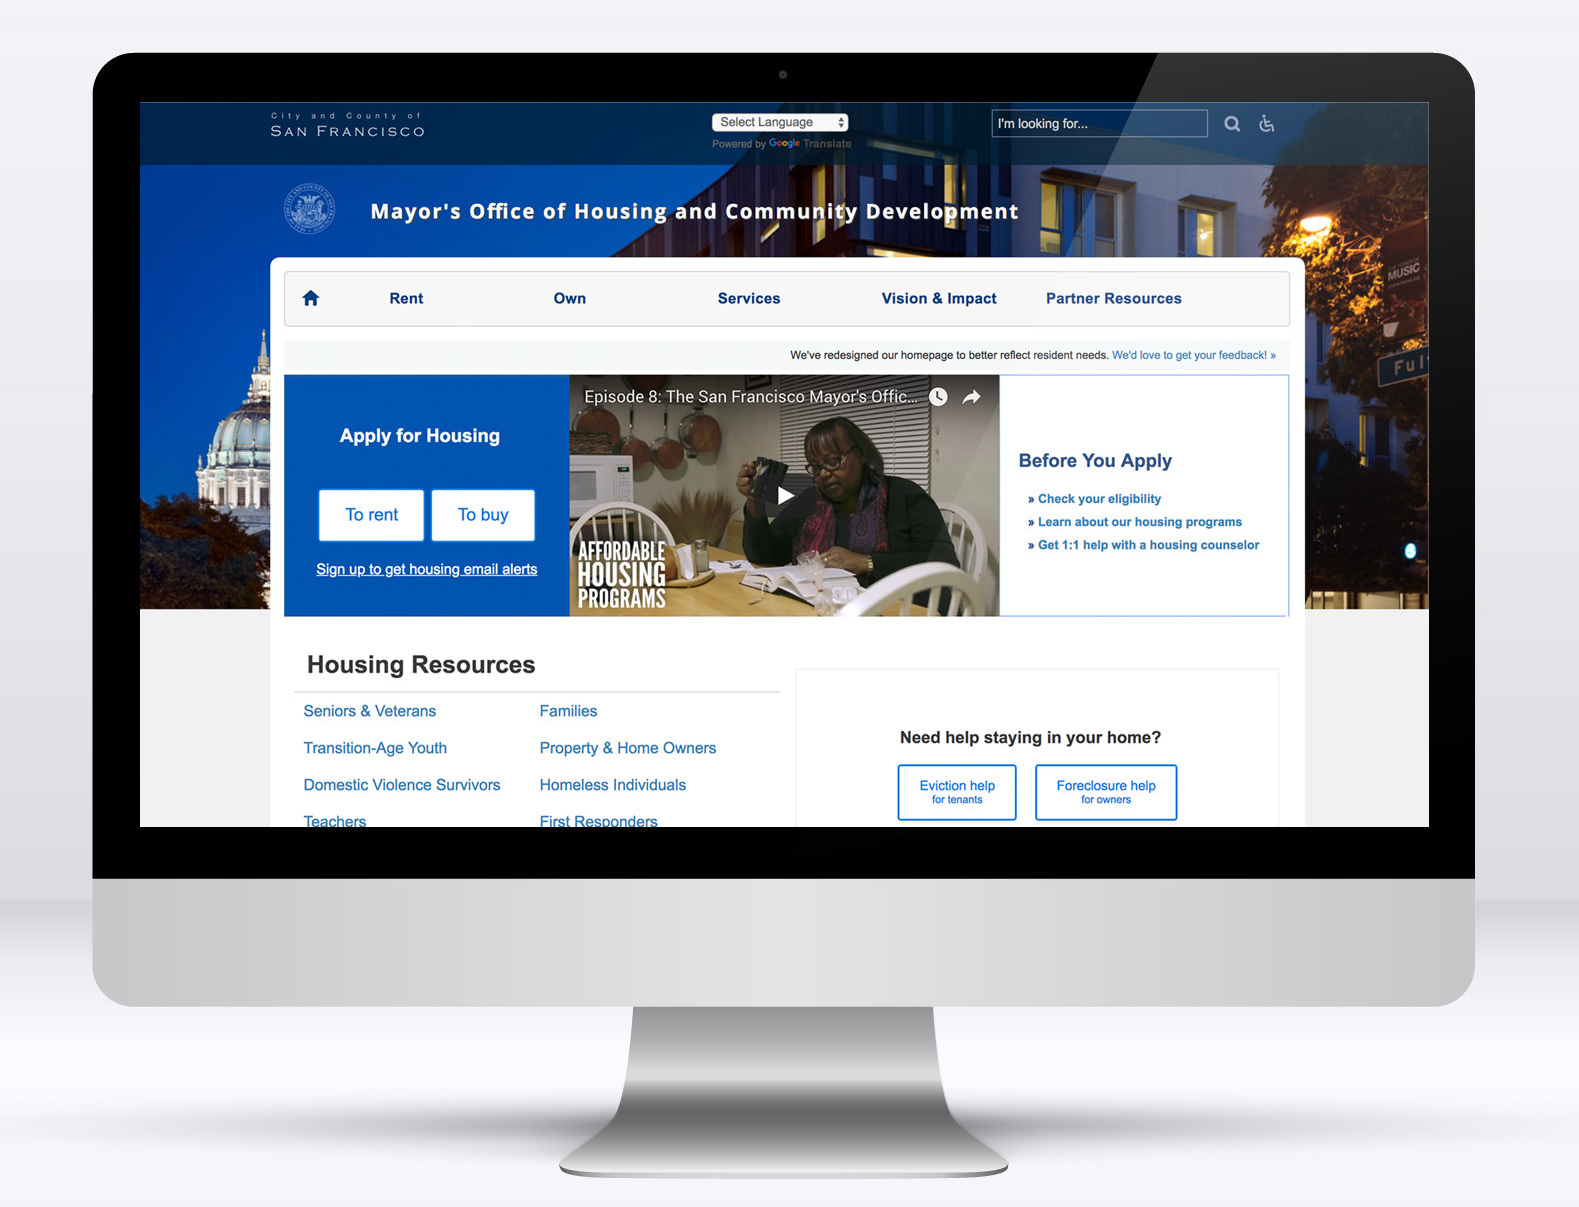 City and County of
SAN FRANCISCO
Select Language
Powered by Google Translate
I'm looking for...
Mayor's Office of Housing and Community Development
Rent
Own
Services
Vision & Impact
Partner Resources
We've redesigned our homepage to better reflect resident needs. We'd love to get your feedback! »
MUSIC
Ful
Apply for Housing
To rent
To buy
Sign up to get housing email alerts
Episode 8: The San Francisco Mayor's Offic...
AFFORDABLE
HOUSING
PROGRAMS
Before You Apply
» Check your eligibility
» Learn about our housing programs
» Get 1:1 help with a housing counselor
Housing Resources
Seniors & Veterans
Families
Transition-Age Youth
Property & Home Owners
Domestic Violence Survivors
Homeless Individuals
Teachers
First Responders
Need help staying in your home?
Eviction help
for tenants
Foreclosure help
for owners